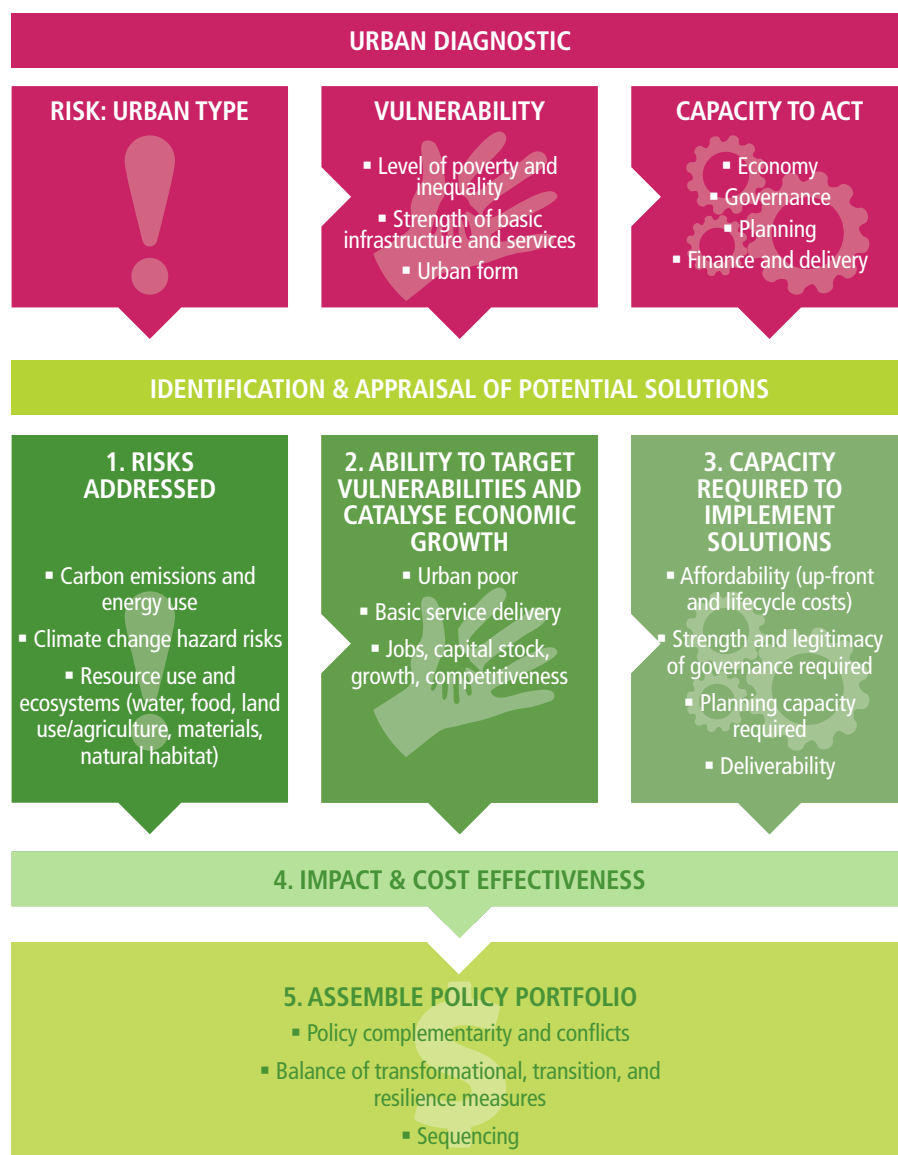 URBAN DIAGNOSTIC
RISK: URBAN TYPE
VULNERABILITY
▪ Level of poverty and
inequality
▪ Strength of basic
infrastructure and services
▪ Urban form
CAPACITY TO ACT
▪ Economy
▪ Governance
▪ Planning
▪ Finance and delivery
IDENTIFICATION & APPRAISAL OF POTENTIAL SOLUTIONS
1. RISKS
ADDRESSED
▪ Carbon emissions and
energy use
▪ Climate change hazard risks
▪ Resource use and
ecosystems (water, food, land
use/agriculture, materials,
natural habitat)
2. ABILITY TO TARGET
VULNERABILITIES AND
CATALYSE ECONOMIC
GROWTH
▪ Urban poor
▪ Basic service delivery
▪ Jobs, capital stock,
growth, competitiveness
3. CAPACITY
REQUIRED TO
IMPLEMENT
SOLUTIONS
▪ Affordability (up-front
and lifecycle costs)
▪ Strength and legitimacy
of governance required
▪ Planning capacity
required
▪ Deliverability
4. IMPACT & COST EFFECTIVENESS
5. ASSEMBLE POLICY PORTFOLIO
▪ Policy complementarity and conflicts
▪ Balance of transformational, transition, and
resilience measures
▪ Sequencing